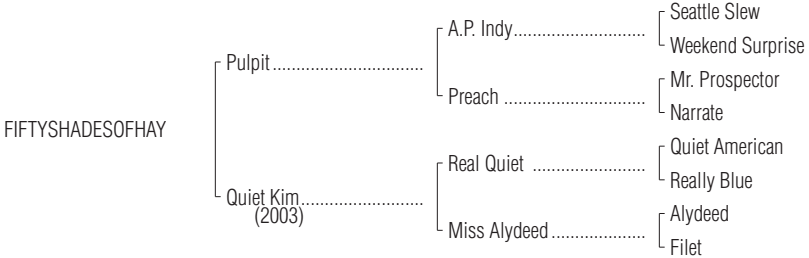 Seattle Slew
A.P. Indy..............................
Weekend Surprise
Pulpit ..................................
Mr. Prospector
Preach ................................
Narrate
FIFTYSHADESOFHAY
Quiet American
Real Quiet .........................
Really Blue
Quiet Kim...........................
(2003)
Alydeed
Miss Alydeed .....................
Filet